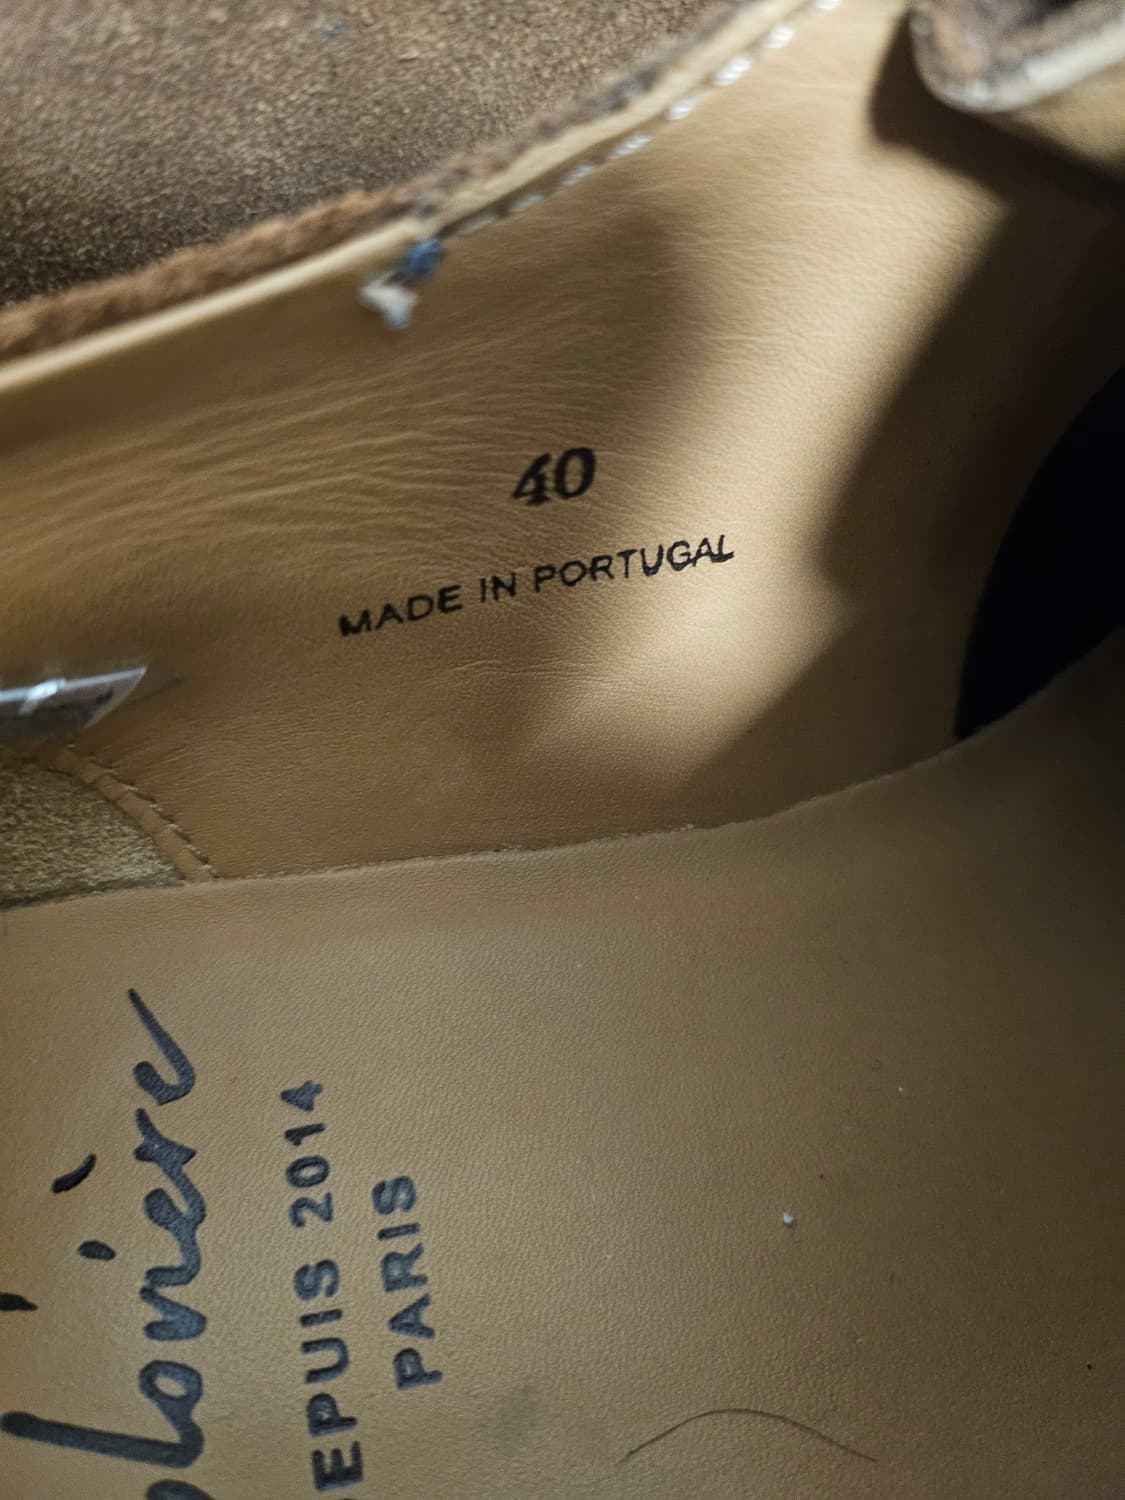 40
MADE IN PORTUGAL
EPUIS 2014
PARIS